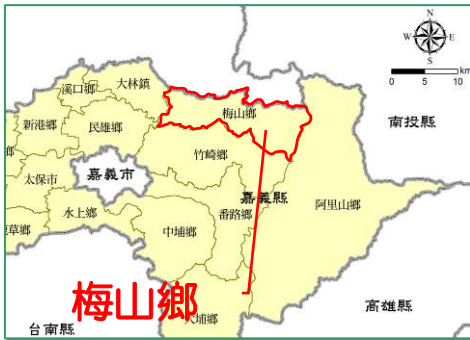 N
W E
S
0 5 10 km
大林鎮
溪口鄉
梅山鄉
南投縣
新港鄉
民雄鄉
竹崎鄉
鄉
太保市
嘉義市
嘉義縣
阿里山鄉
水上鄉
番路鄉
中埔鄉
草鄉
梅山鄉
大埔鄉
高雄縣
台南縣